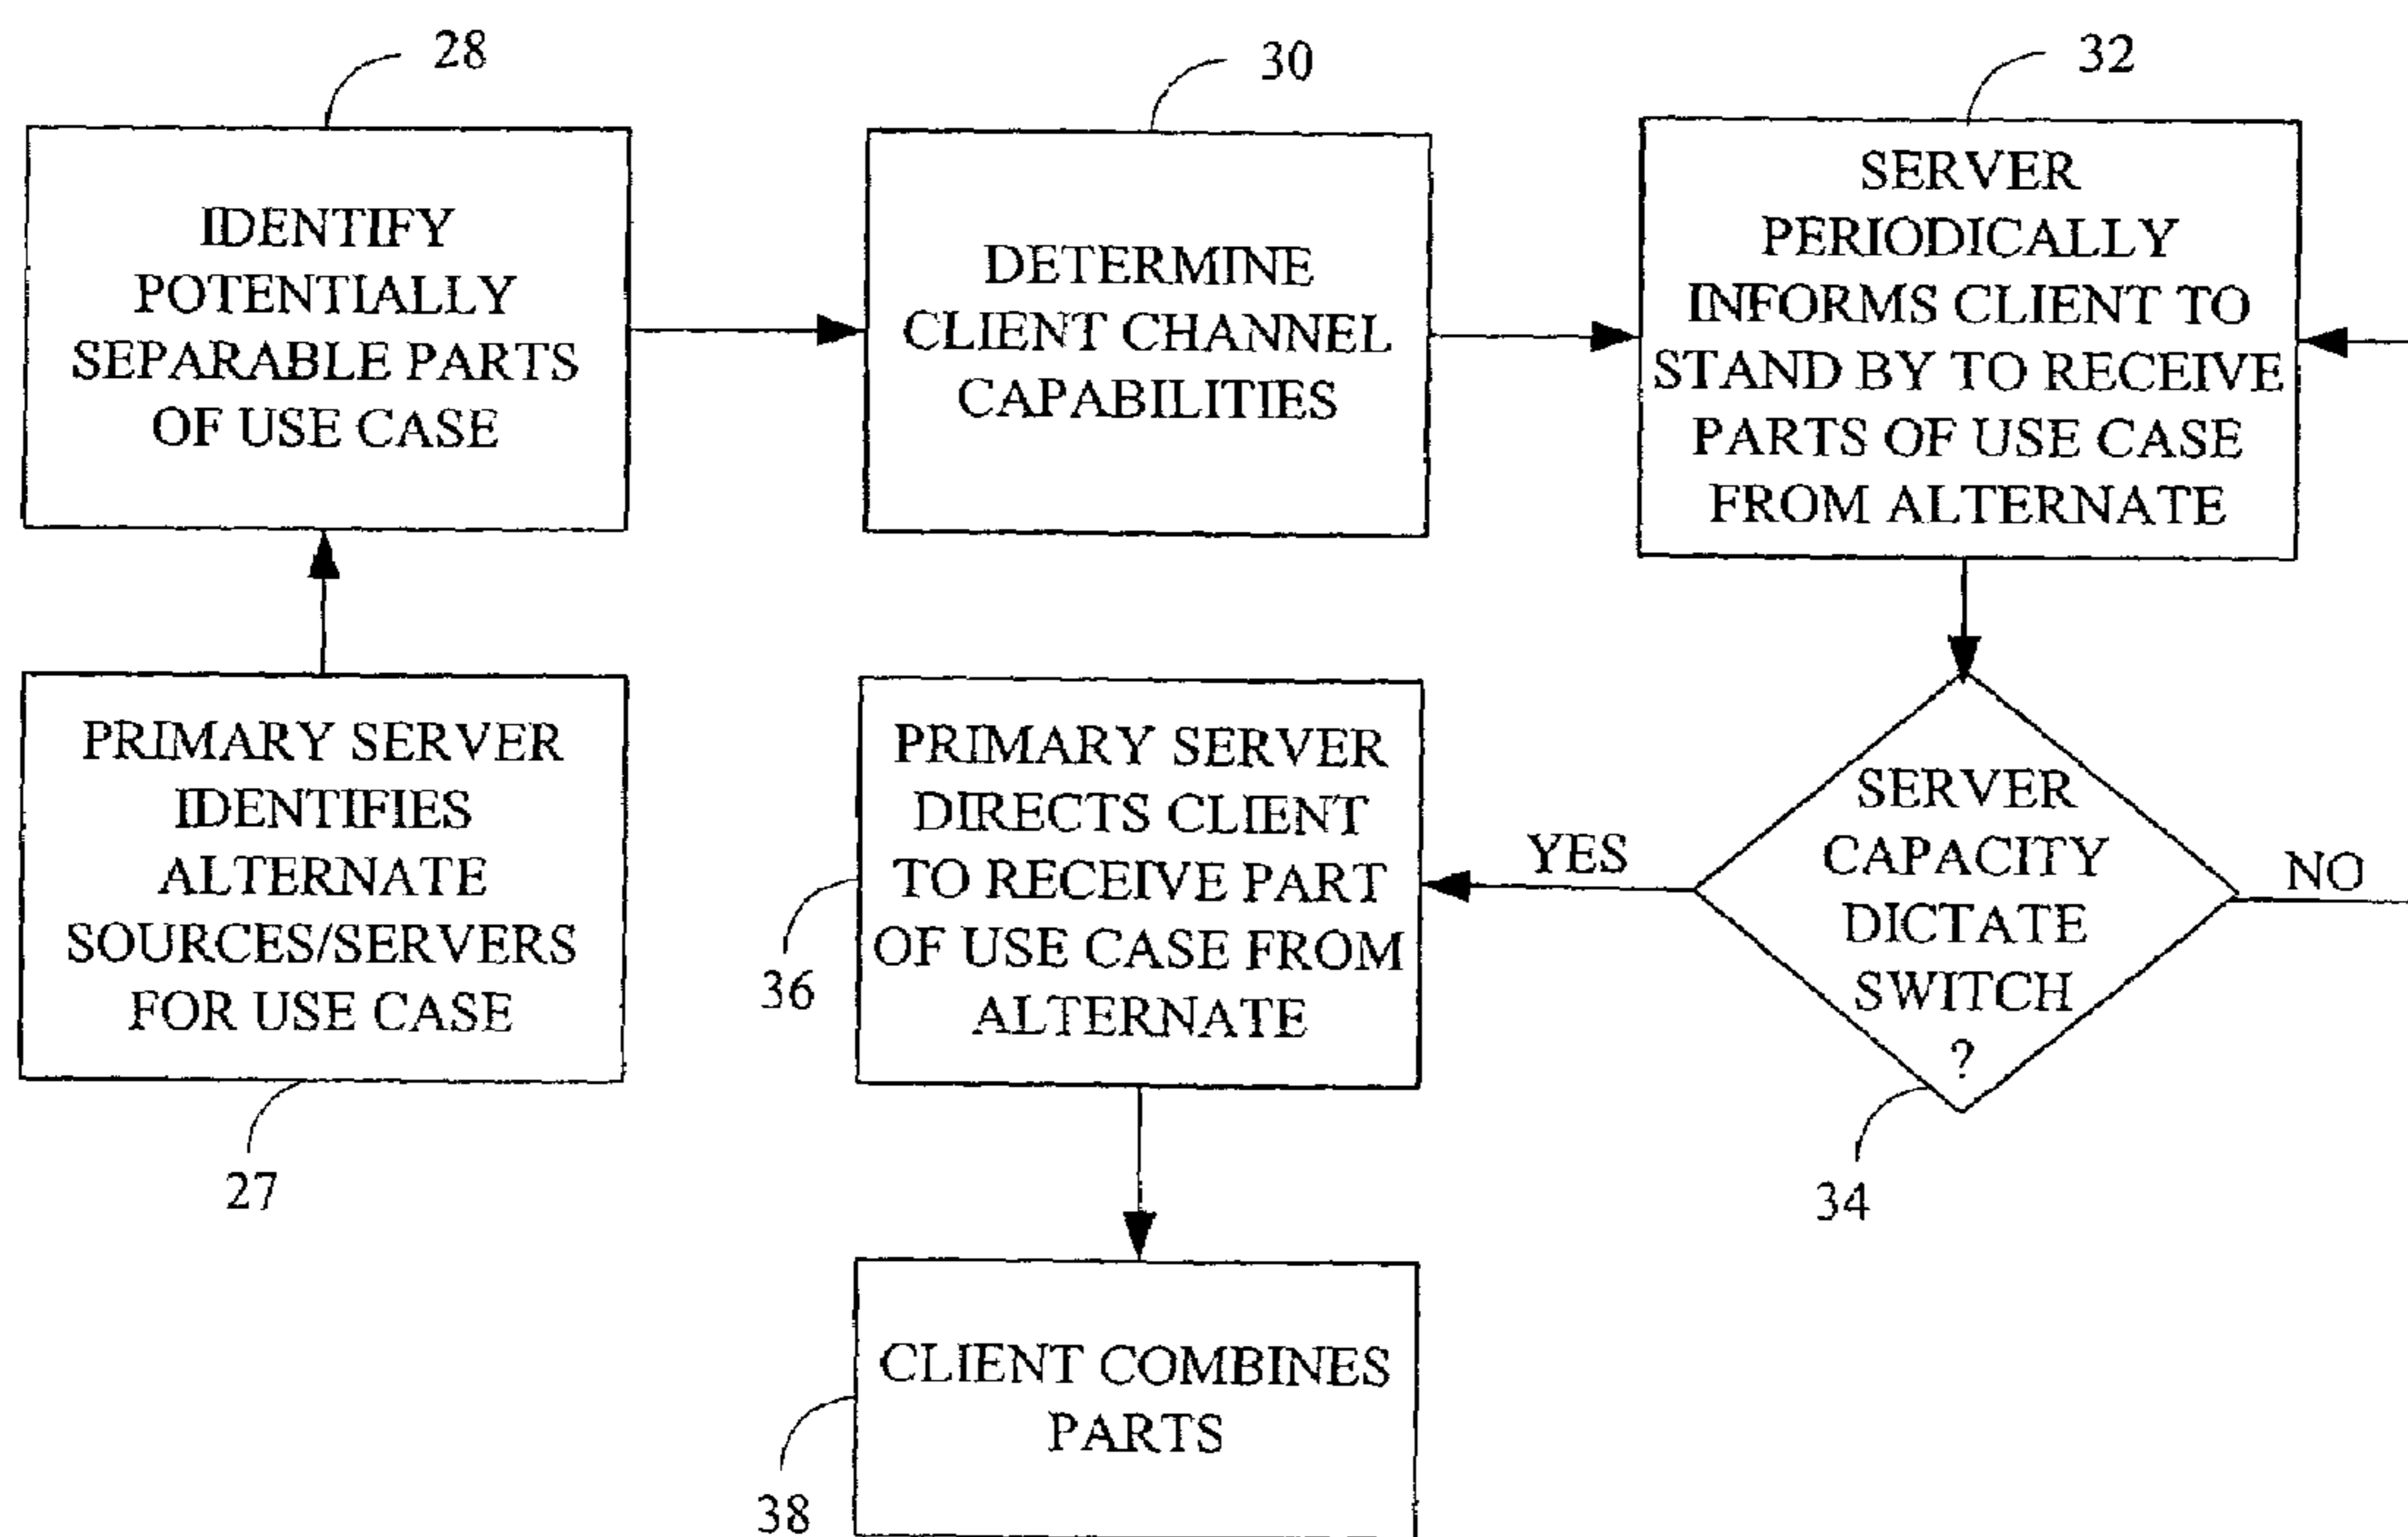 28
IDENTIFY
POTENTIALLY
SEPARABLE PARTS
OF USE CASE
30
DETERMINE
CLIENT CHANNEL
CAPABILITIES
32
SERVER
PERIODICALLY
INFORMS CLIENT TO
STAND BY TO RECEIVE
PARTS OF USE CASE
FROM ALTERNATE
PRIMARY SERVER
IDENTIFIES
ALTERNATE
SOURCES/SERVERS
FOR USE CASE
27
PRIMARY SERVER
DIRECTS CLIENT
TO RECEIVE PART
OF USE CASE FROM
ALTERNATE
36
YES
SERVER
CAPACITY
DICTATE
SWITCH
?
NO
34
CLIENT COMBINES
PARTS
38